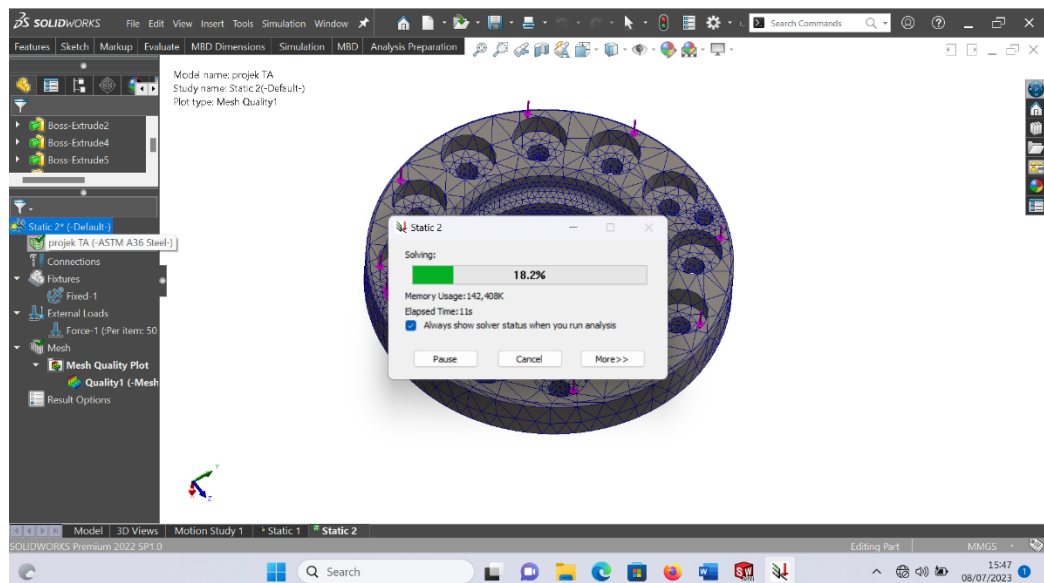 SOLIDWORKS File Edit View Insert Tools Simulation Window Search Commands
Features Sketch Markup Evaluate MBD Dimensions Simulation MBD Analysis Preparation
Model name: projek TA
Study name: Static 2(-Default-)
Plot type: Mesh Quality1
Boss-Extrude2
Boss-Extrude4
Boss-Extrude5
Static 2* (-Default-)
projek TA (-ASTM A36 Steel-)
Connections
Fixtures
Fixed-1
External Loads
Force-1 (:Per item: 50
Mesh
Mesh Quality Plot
Quality1 (-Mesh
Result Options
Static 2
Solving:
18.2%
Memory Usage:142,408K
Elapsed Time:11s
Always show solver status when you run analysis
Pause Cancel More>>
Y
Z
Model 3D Views Motion Study 1 Static 1 Static 2
SOLIDWORKS Premium 2022 SP1.0 Editing Part MMGS
Search
15:47
08/07/2023
1